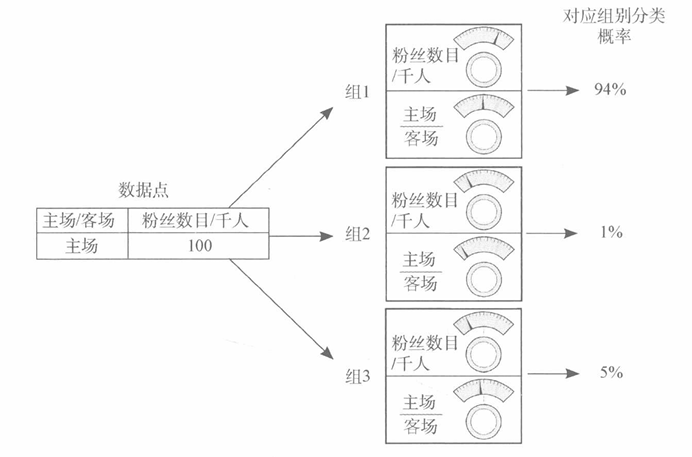 对应组别分类
概率
粉丝数目
/千人
组1
主场
客场
94%
数据点
主场/客场 粉丝数目/千人
主场 100
粉丝数目
/千人
组2
主场
客场
1%
粉丝数目
/千人
组3
主场
客场
5%